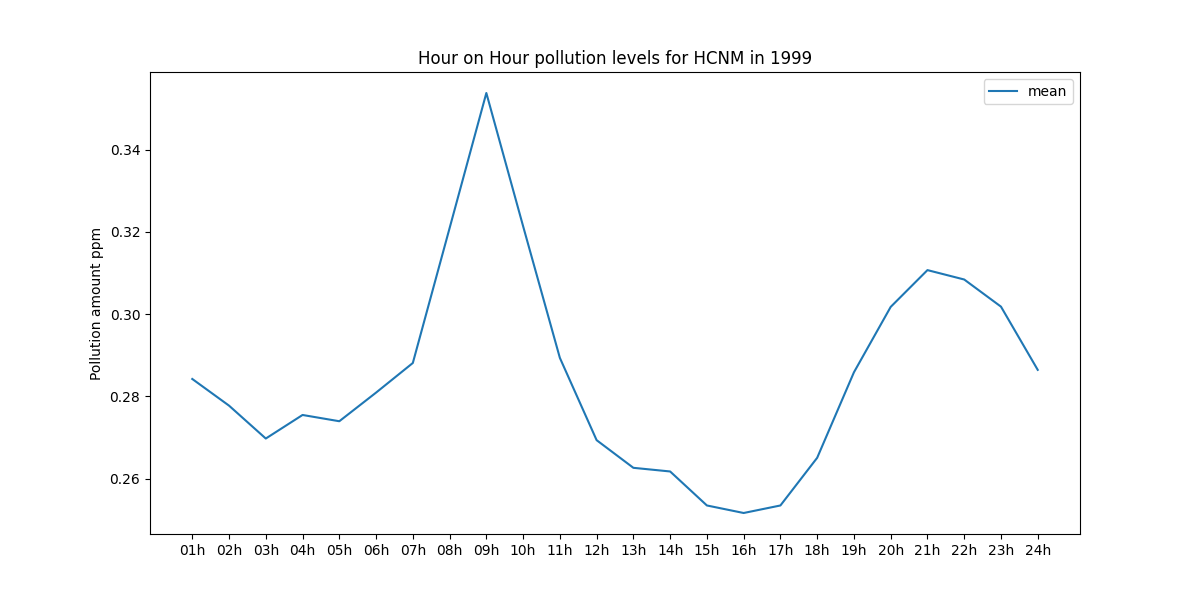 Hour on Hour pollution levels for HCNM in 1999
mean
Pollution amount ppm
0.34
0.32
0.30
0.28
0.26
01h 02h 03h 04h 05h 06h 07h 08h 09h 10h 11h 12h 13h 14h 15h 16h 17h 18h 19h 20h 21h 22h 23h 24h